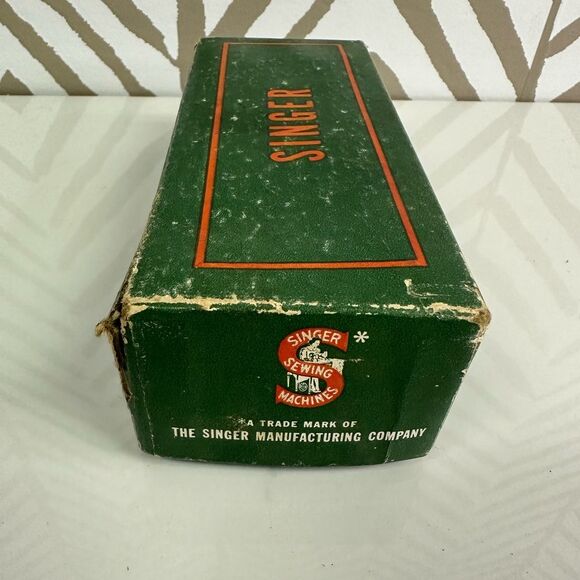 SINGER
SINGER
SEWING
MACHINES
*
*A TRADE MARK OF
THE SINGER MANUFACTURING COMPANY